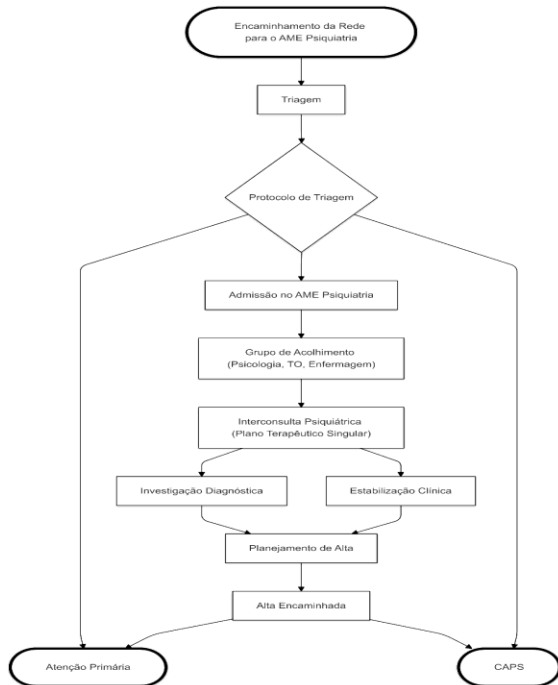 Encaminhamento da Rede
para o AME Psiquiatria
Triagem
Protocolo de Triagem
Admissão no AME Psiquiatria
Grupo de Acolhimento
(Psicologia, TO, Enfermagem)
Interconsulta Psiquiátrica
(Plano Terapêutico Singular)
Investigação Diagnóstica
Estabilização Clínica
Planejamento de Alta
Alta Encaminhada
Atenção Primária
CAPS